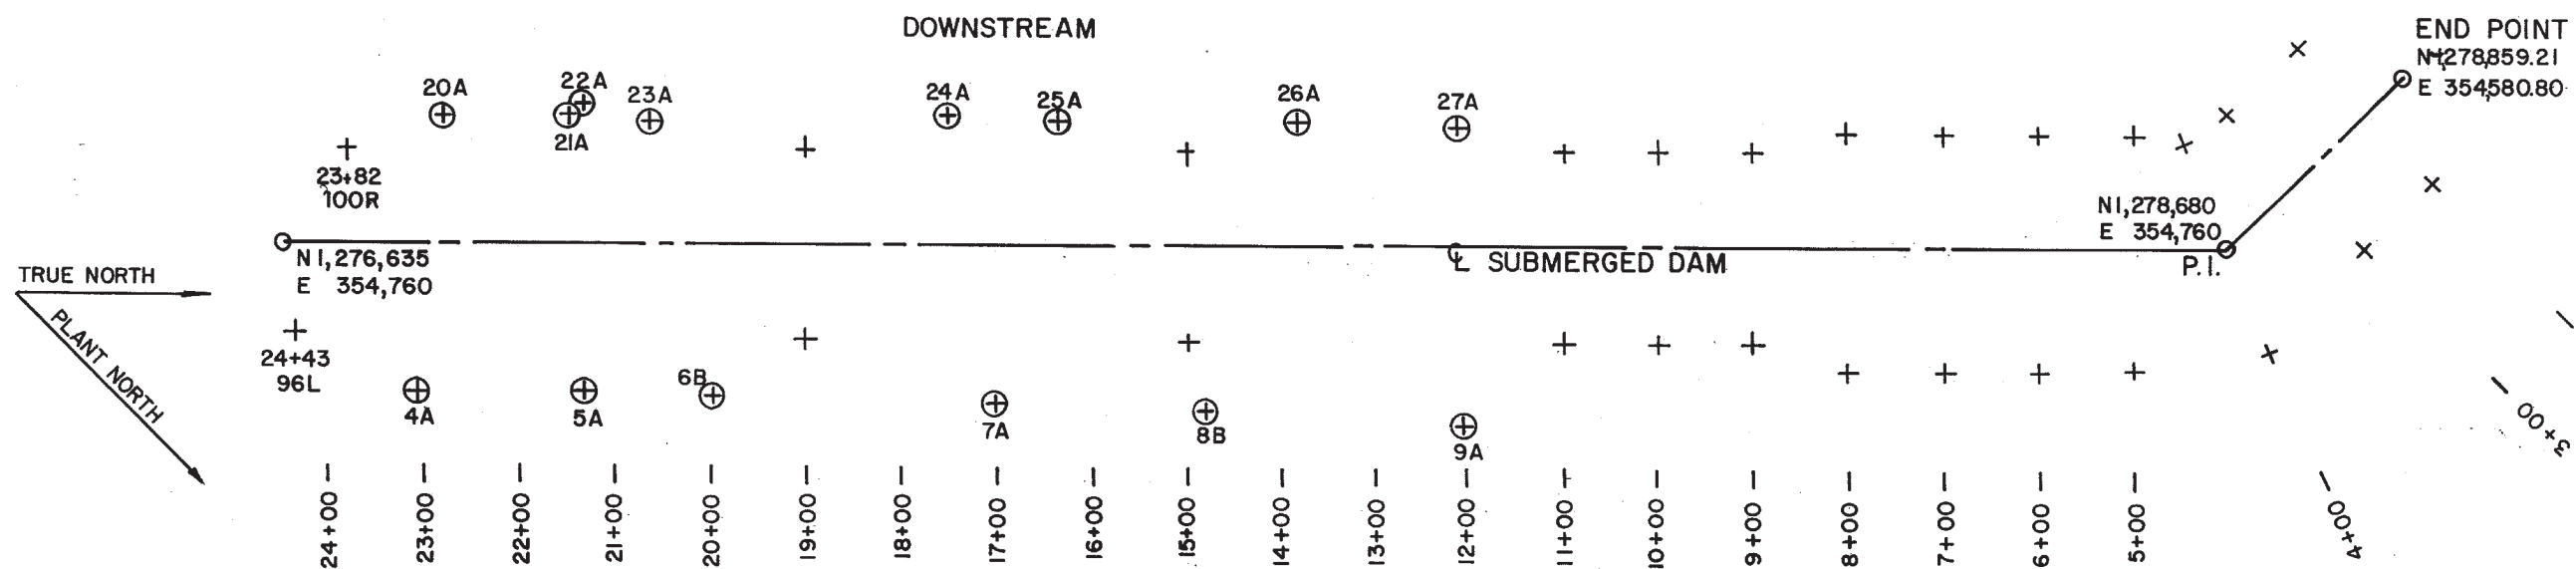 DOWNSTREAM
END POINT
N 1,278,859.21
E 354,580.80
20A
22A
23A
21A
24A
25A
26A
27A
23+82
100R
N 1,278,680
E 354,760
P.I.
N 1,276,635
E 354,760
℄ SUBMERGED DAM
TRUE NORTH
PLANT NORTH
24+43
96L
4A
5A
6B
7A
8B
9A
24+00
23+00
22+00
21+00
20+00
19+00
18+00
17+00
16+00
15+00
14+00
13+00
12+00
11+00
10+00
9+00
8+00
7+00
6+00
5+00
4+00
3+00